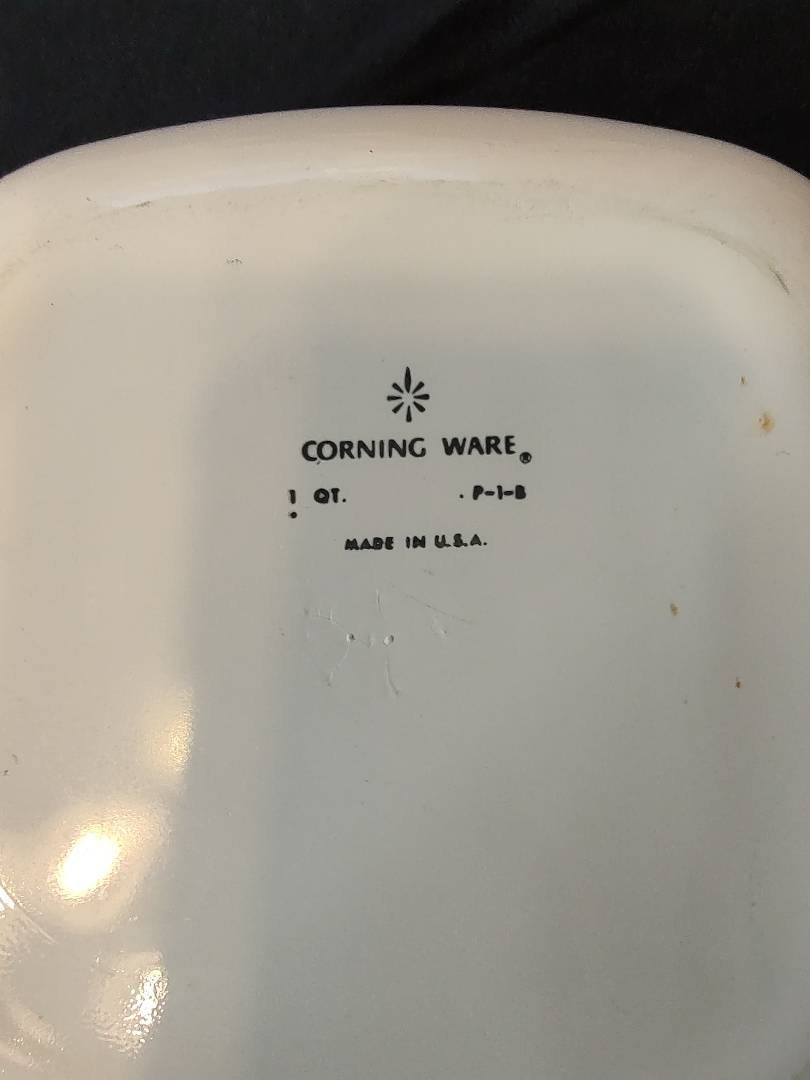 CORNING WARE®
1 QT. P-1-B
MADE IN U.S.A.